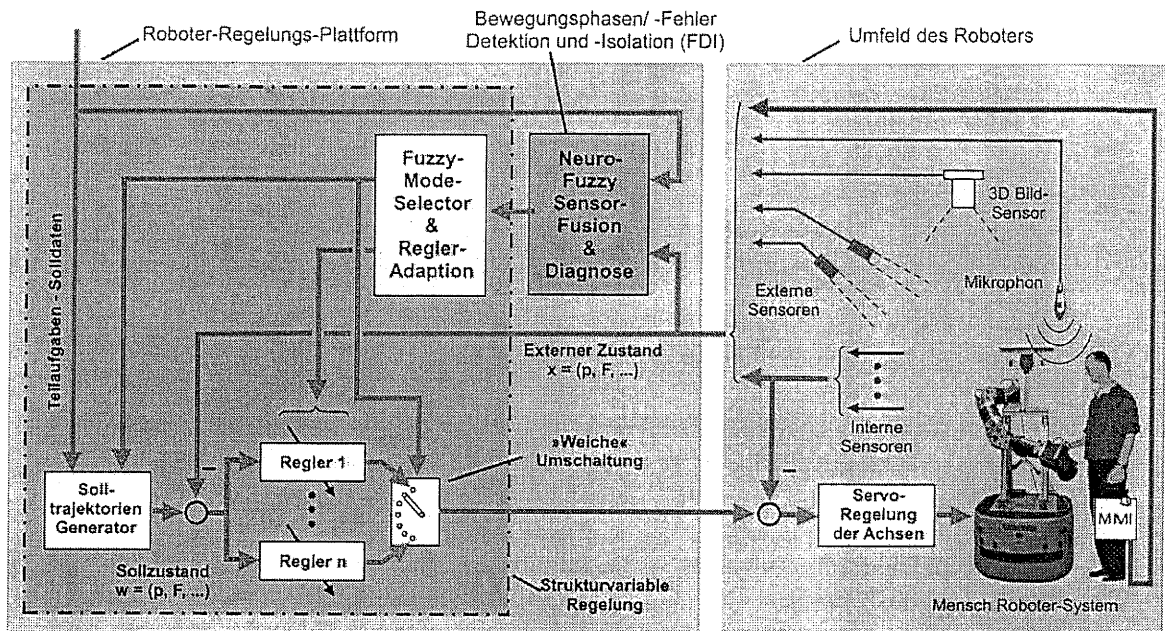 Roboter-Regelungs-Plattform
Bewegungsphasen/ -Fehler
Detektion und -Isolation (FDI)
Umfeld des Roboters
Teilaufgaben - Solldaten
Fuzzy-
Mode-
Selector
&
Regler-
Adaption
Neuro-
Fuzzy
Sensor-
Fusion
&
Diagnose
3D Bild-
Sensor
Mikrophon
Externe
Sensoren
Externer Zustand
x = (p, F, ...)
Interne
Sensoren
»Weiche«
Umschaltung
Soll-
trajektorien
Generator
–
Regler 1
Regler n
Sollzustand
w = (p, F, ...)
Strukturvariable
Regelung
–
Servo-
Regelung
der Achsen
MMI
Mensch Roboter-System